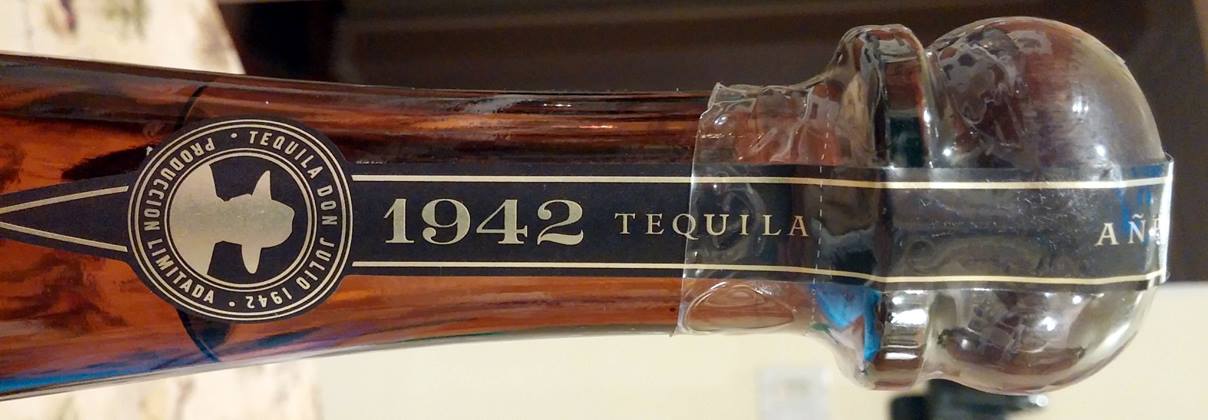 TEQUILA DON JULIO 1942 • PRODUCCION LIMITADA •
1942 TEQUILA